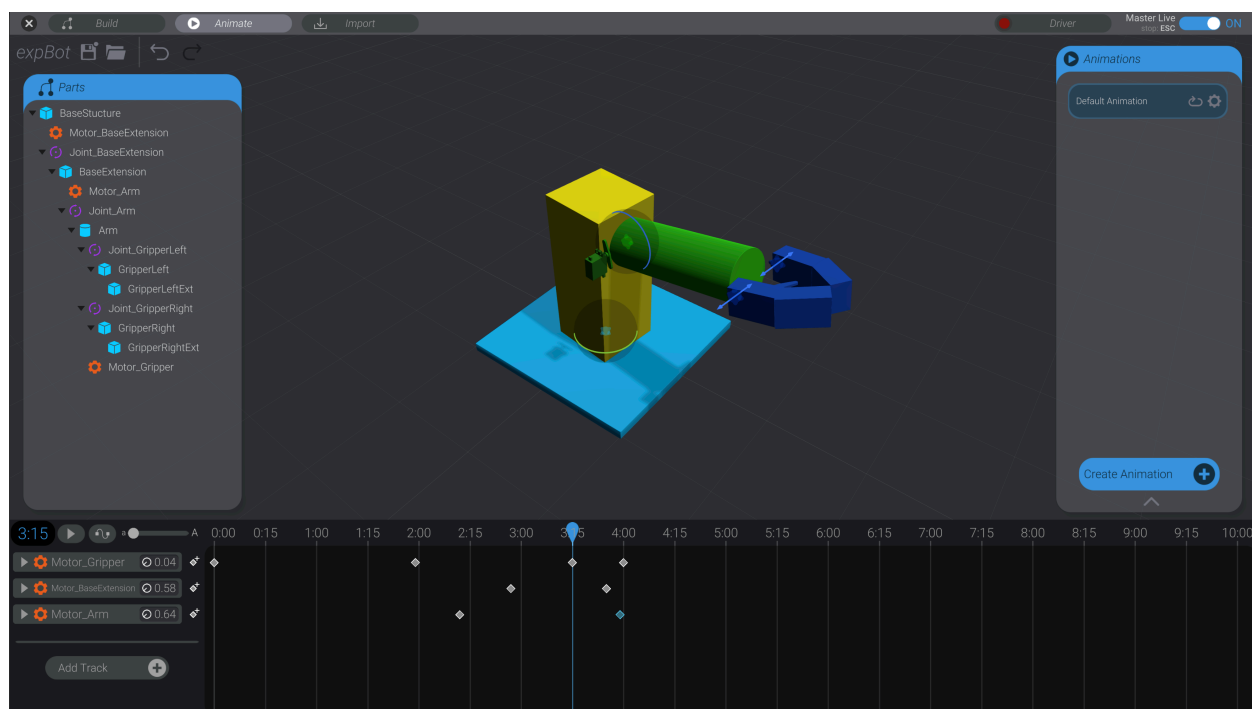 Build
Animate
Import
Driver
Master Live
stop: ESC
ON
expBot
Parts
BaseStucture
Motor_BaseExtension
Joint_BaseExtension
BaseExtension
Motor_Arm
Joint_Arm
Arm
Joint_GripperLeft
GripperLeft
GripperLeftExt
Joint_GripperRight
GripperRight
GripperRightExt
Motor_Gripper
Animations
Default Animation
Create Animation
3:15 A 0:00 0:15 1:00 1:15 2:00 2:15 3:00 4:00 4:15 5:00 5:15 6:00 6:15 7:00 7:15 8:00 8:15 9:00 9:15 10:00
Motor_Gripper 0.04
Motor_BaseExtension 0.58
Motor_Arm 0.64
Add Track